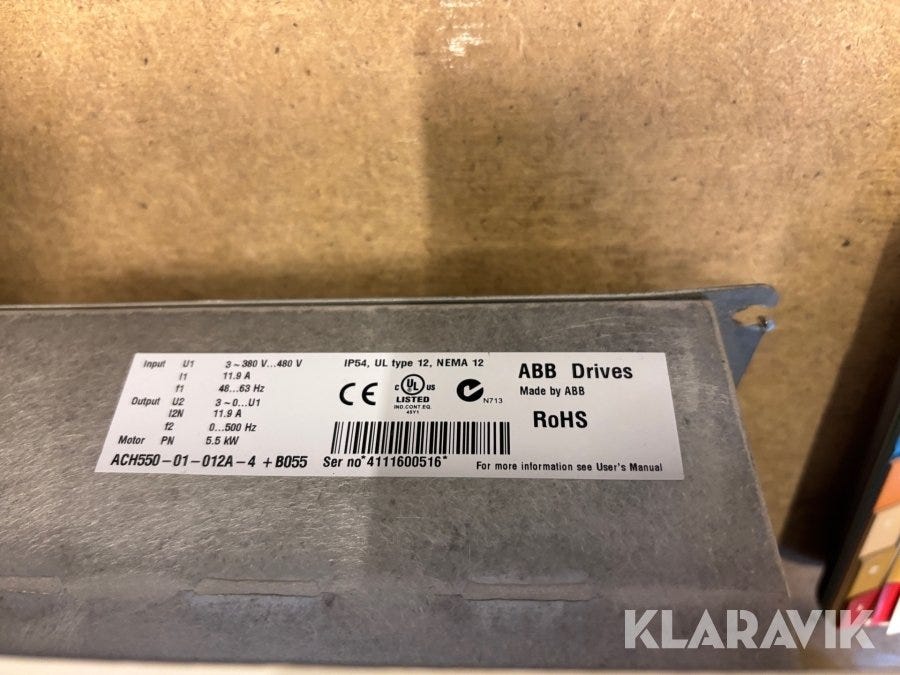 Input U1 3~380 V...480 V
I1 11.9 A
f1 48...63 Hz
Output U2 3~0...U1
I2N 11.9 A
f2 0...500 Hz
Motor PN 5.5 kW
ACH550-01-012A-4 +B055
IP54, UL type 12, NEMA 12
CE
C UL US
LISTED
IND.CONT.EQ.
45Y1
N713
Ser no*4111600516*
ABB Drives
Made by ABB
RoHS
For more information see User's Manual
KLARAVIK